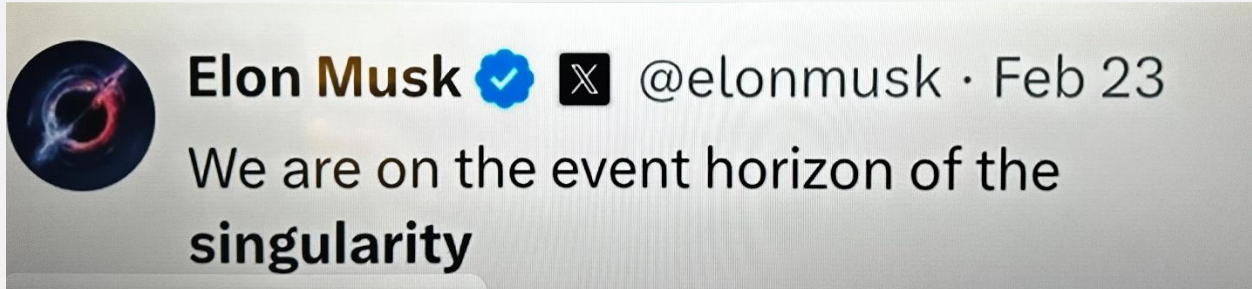 Elon Musk X @elonmusk · Feb 23
We are on the event horizon of the
singularity